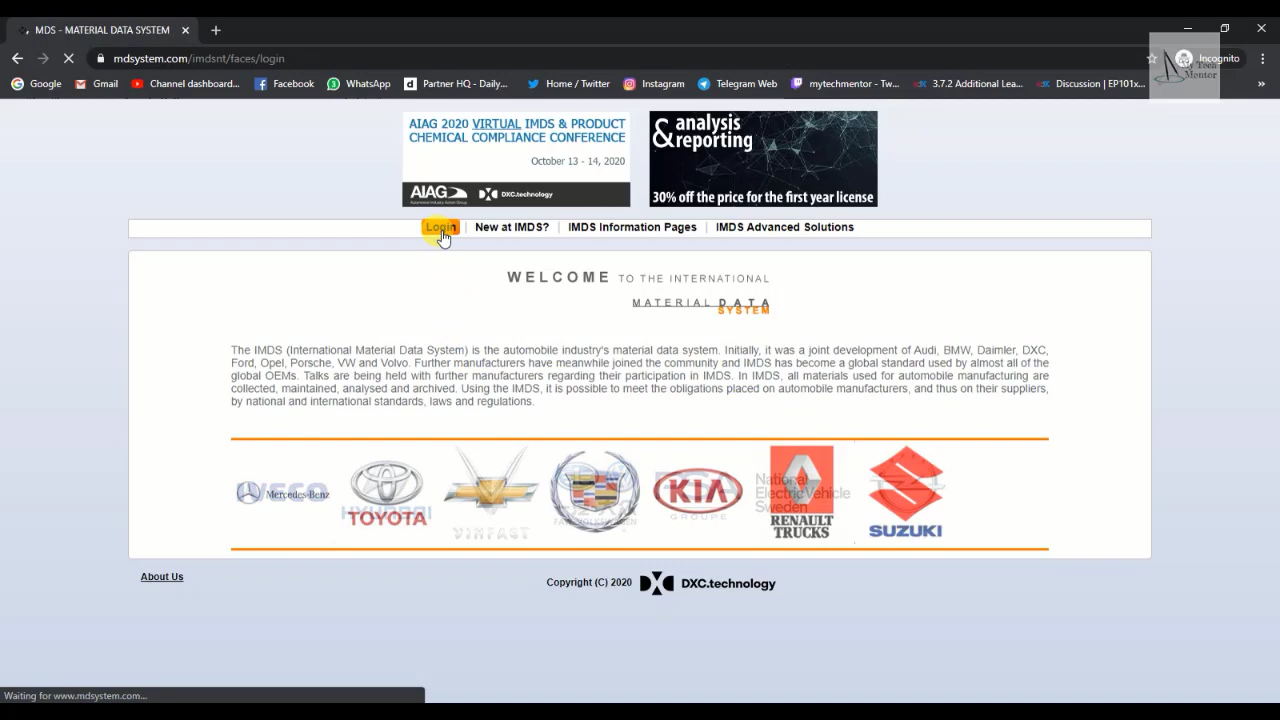 MDS - MATERIAL DATA SYSTEM
mdsystem.com/imdsnt/faces/login
Incognito
Google
Gmail
Channel dashboard...
Facebook
WhatsApp
Partner HQ - Daily...
Home / Twitter
Instagram
Telegram Web
mytechmentor - Tw...
3.7.2 Additional Lea...
Discussion | EP101x...
My Tech
Mentor
AIAG 2020 VIRTUAL IMDS & PRODUCT
CHEMICAL COMPLIANCE CONFERENCE
October 13 - 14, 2020
AIAG
Automotive Industry Action Group
DXC.technology
analysis
& reporting
30% off the price for the first year license
Login
New at IMDS?
IMDS Information Pages
IMDS Advanced Solutions
WELCOME TO THE INTERNATIONAL
MATERIAL DATA
SYSTEM
The IMDS (International Material Data System) is the automobile industry's material data system. Initially, it was a joint development of Audi, BMW, Daimler, DXC,
Ford, Opel, Porsche, VW and Volvo. Further manufacturers have meanwhile joined the community and IMDS has become a global standard used by almost all of the
global OEMs. Talks are being held with further manufacturers regarding their participation in IMDS. In IMDS, all materials used for automobile manufacturing are
collected, maintained, analysed and archived. Using the IMDS, it is possible to meet the obligations placed on automobile manufacturers, and thus on their suppliers,
by national and international standards, laws and regulations.
IVECO
Mercedes-Benz
HYUNDAI
TOYOTA
VINFAST
KIA
GROUPE
National
Electric Vehicle
Sweden
RENAULT
TRUCKS
SUZUKI
About Us
Copyright (C) 2020
DXC.technology
Waiting for www.mdsystem.com...